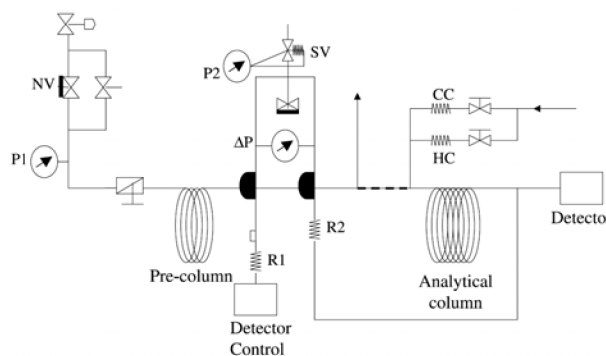 SV
P2
NV
CC
ΔP
HC
P1
R2
Detecto
R1
Pre-column
Analytical
column
Detector
Control